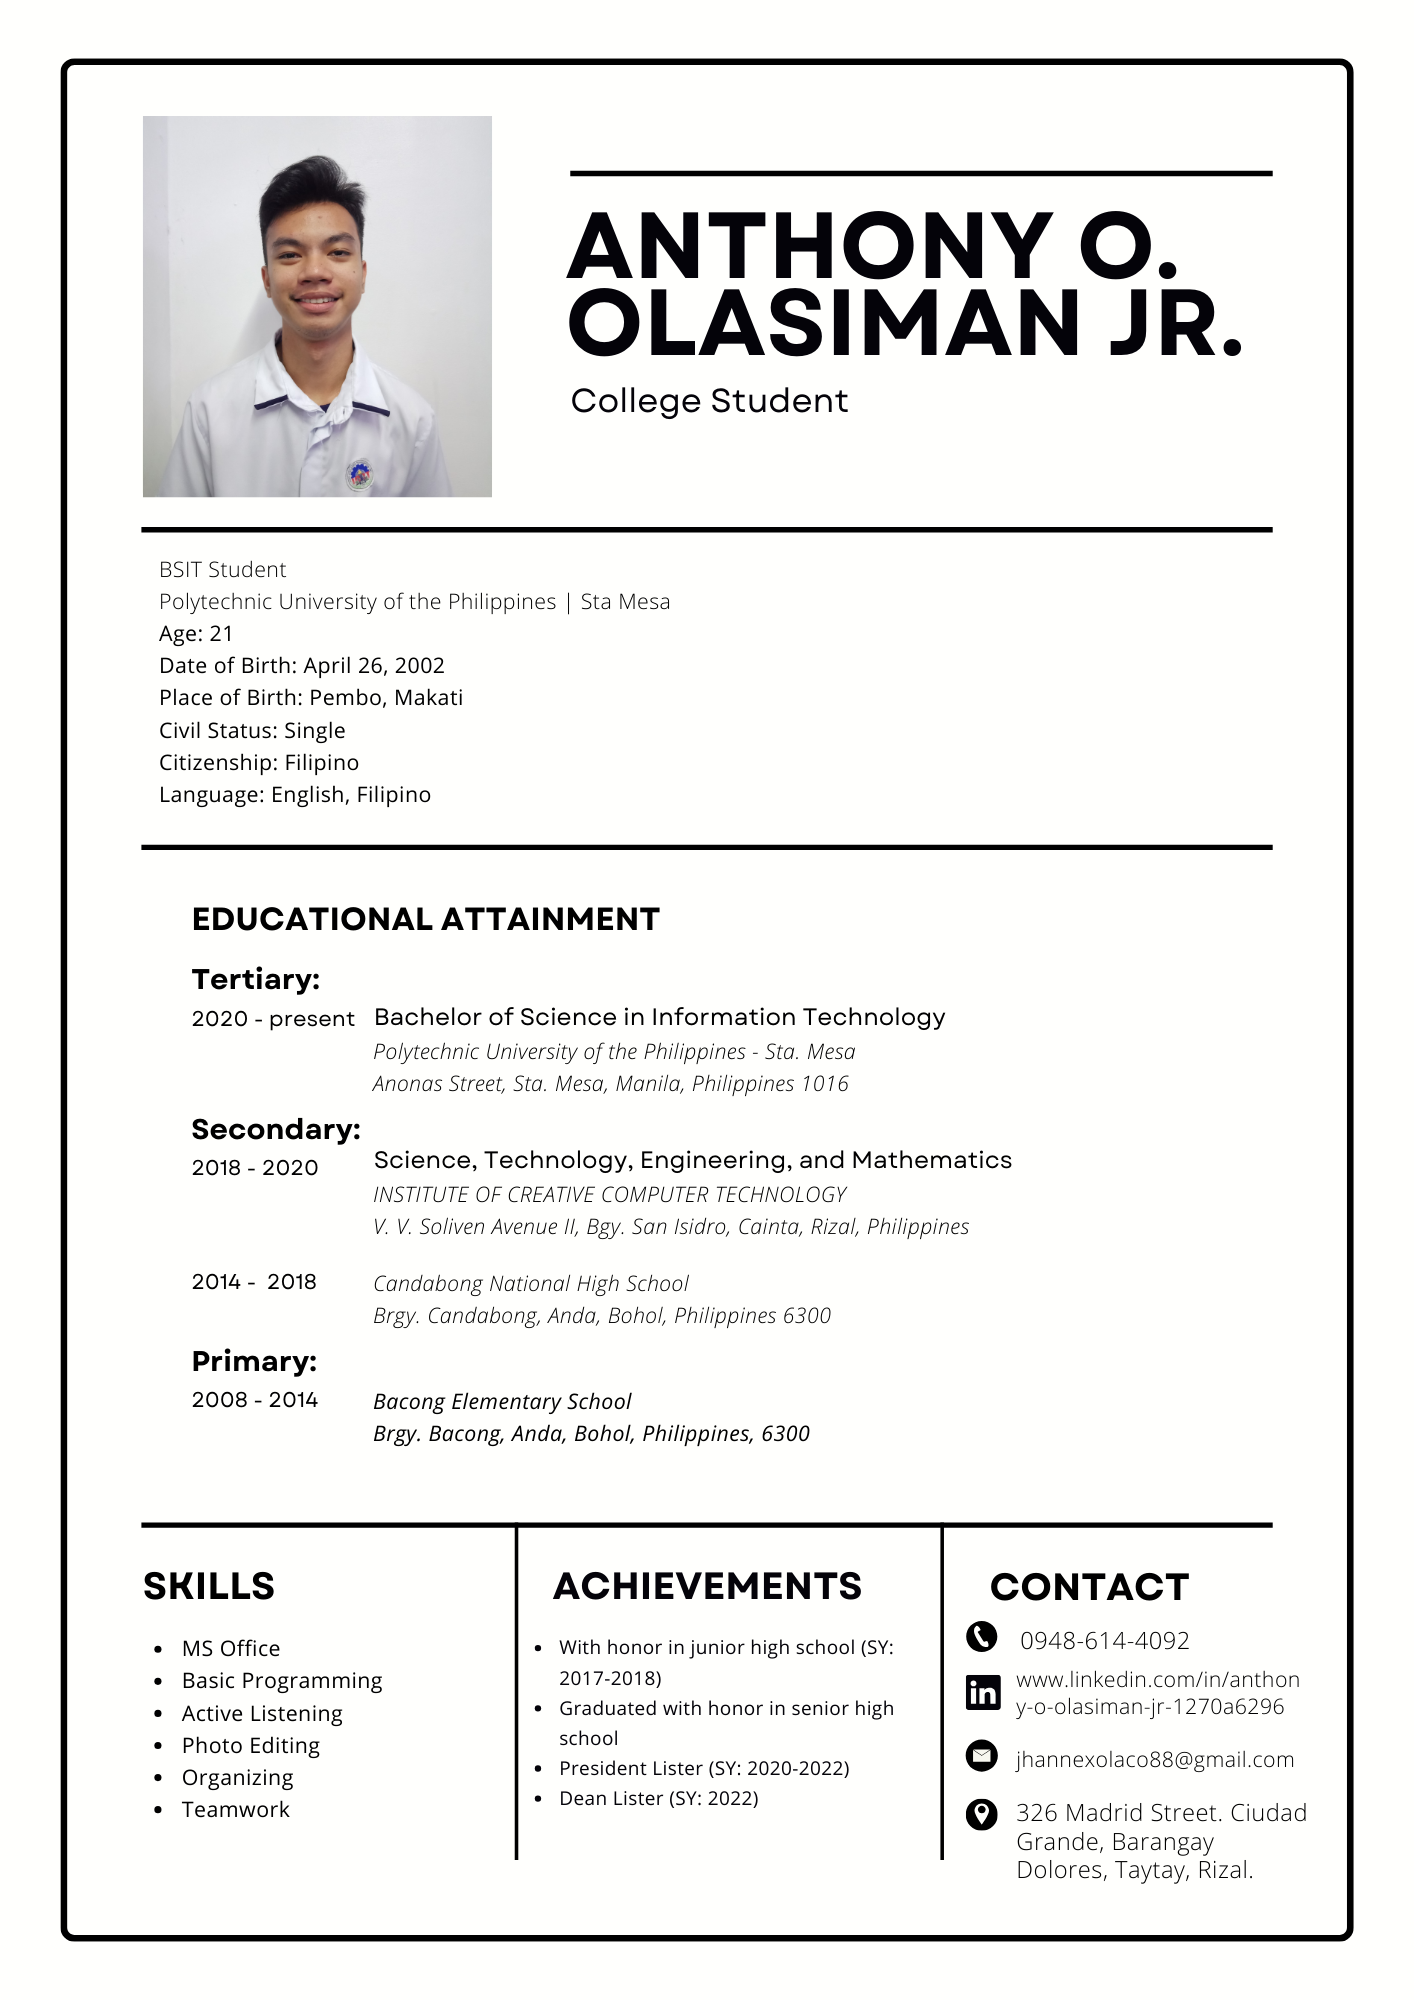 ANTHONY O.
OLASIMAN JR.
College Student
BSIT Student
Polytechnic University of the Philippines | Sta Mesa
Age: 21
Date of Birth: April 26, 2002
Place of Birth: Pembo, Makati
Civil Status: Single
Citizenship: Filipino
Language: English, Filipino
EDUCATIONAL ATTAINMENT
Tertiary:
2020 - present Bachelor of Science in Information Technology
Polytechnic University of the Philippines - Sta. Mesa
Anonas Street, Sta. Mesa, Manila, Philippines 1016
Secondary:
2018 - 2020 Science, Technology, Engineering, and Mathematics
INSTITUTE OF CREATIVE COMPUTER TECHNOLOGY
V. V. Soliven Avenue II, Bgy. San Isidro, Cainta, Rizal, Philippines
2014 - 2018 Candabong National High School
Brgy. Candabong, Anda, Bohol, Philippines 6300
Primary:
2008 - 2014 Bacong Elementary School
Brgy. Bacong, Anda, Bohol, Philippines, 6300
SKILLS
• MS Office
• Basic Programming
• Active Listening
• Photo Editing
• Organizing
• Teamwork
ACHIEVEMENTS
• With honor in junior high school (SY:
2017-2018)
• Graduated with honor in senior high
school
• President Lister (SY: 2020-2022)
• Dean Lister (SY: 2022)
CONTACT
0948-614-4092
in www.linkedin.com/in/anthon
y-o-olasiman-jr-1270a6296
jhannexolaco88@gmail.com
326 Madrid Street. Ciudad
Grande, Barangay
Dolores, Taytay, Rizal.